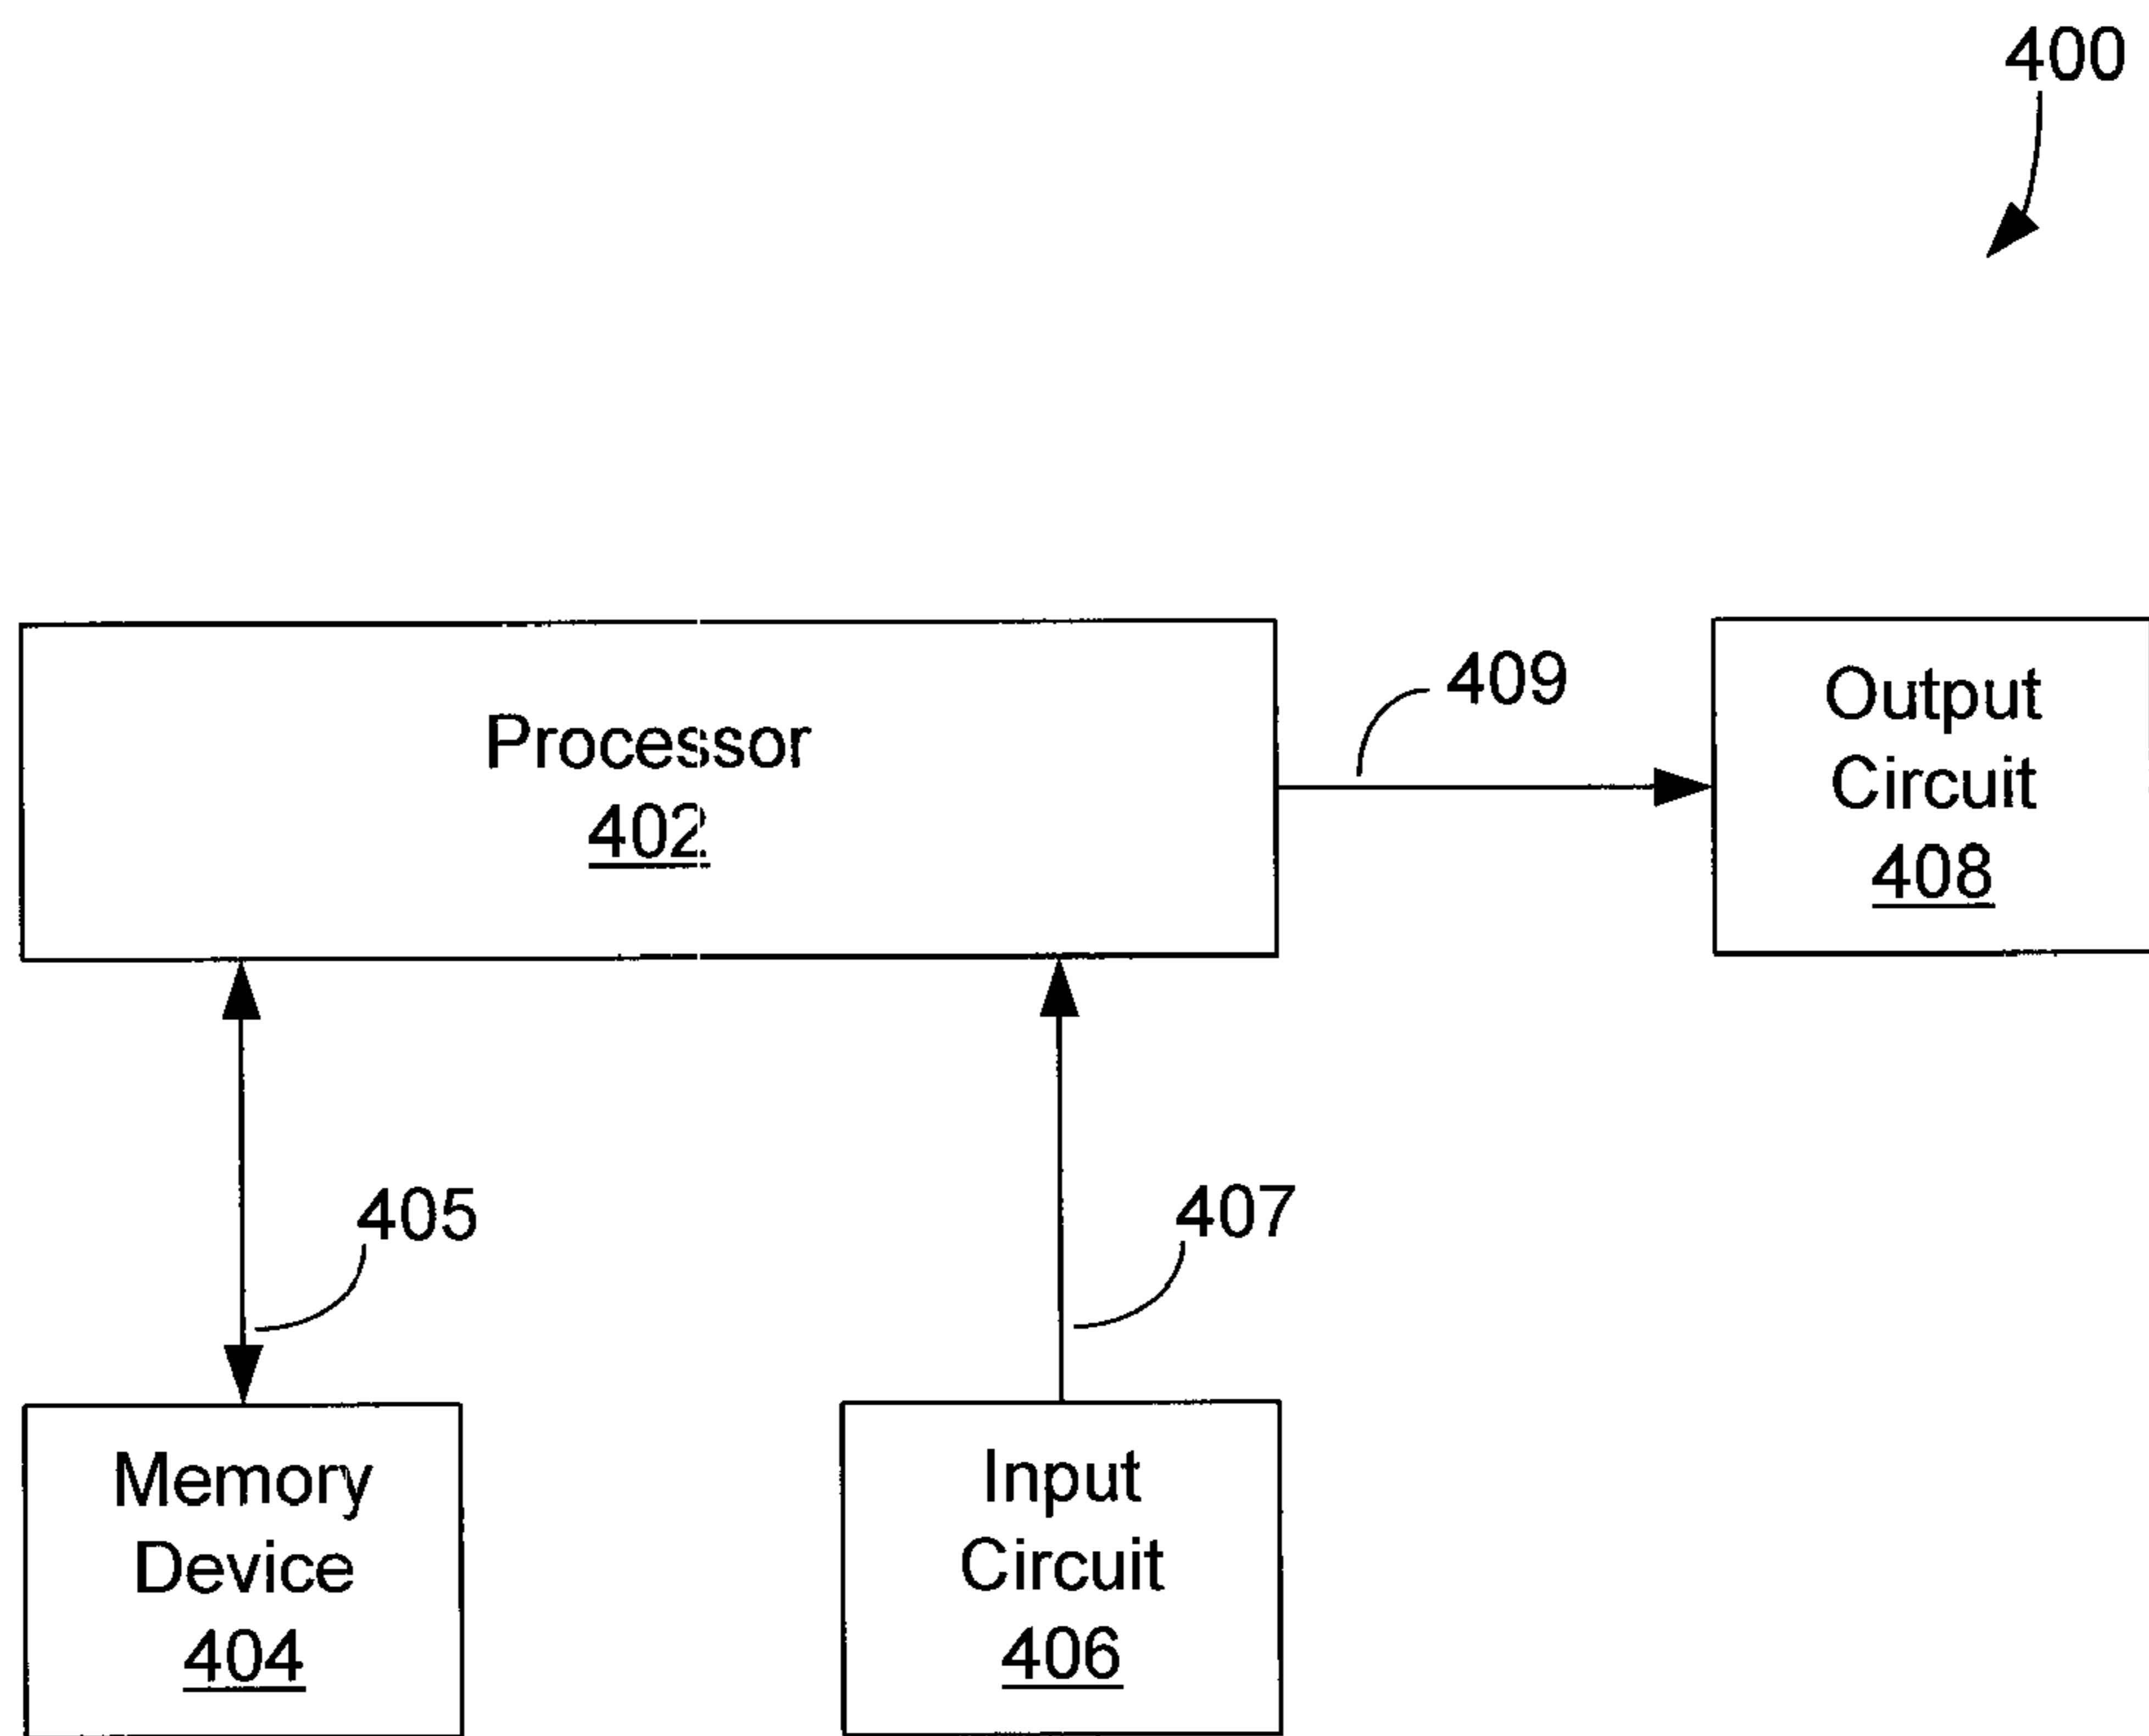 400
Processor
402
409
Output
Circuit
408
405
407
Memory
Device
404
Input
Circuit
406